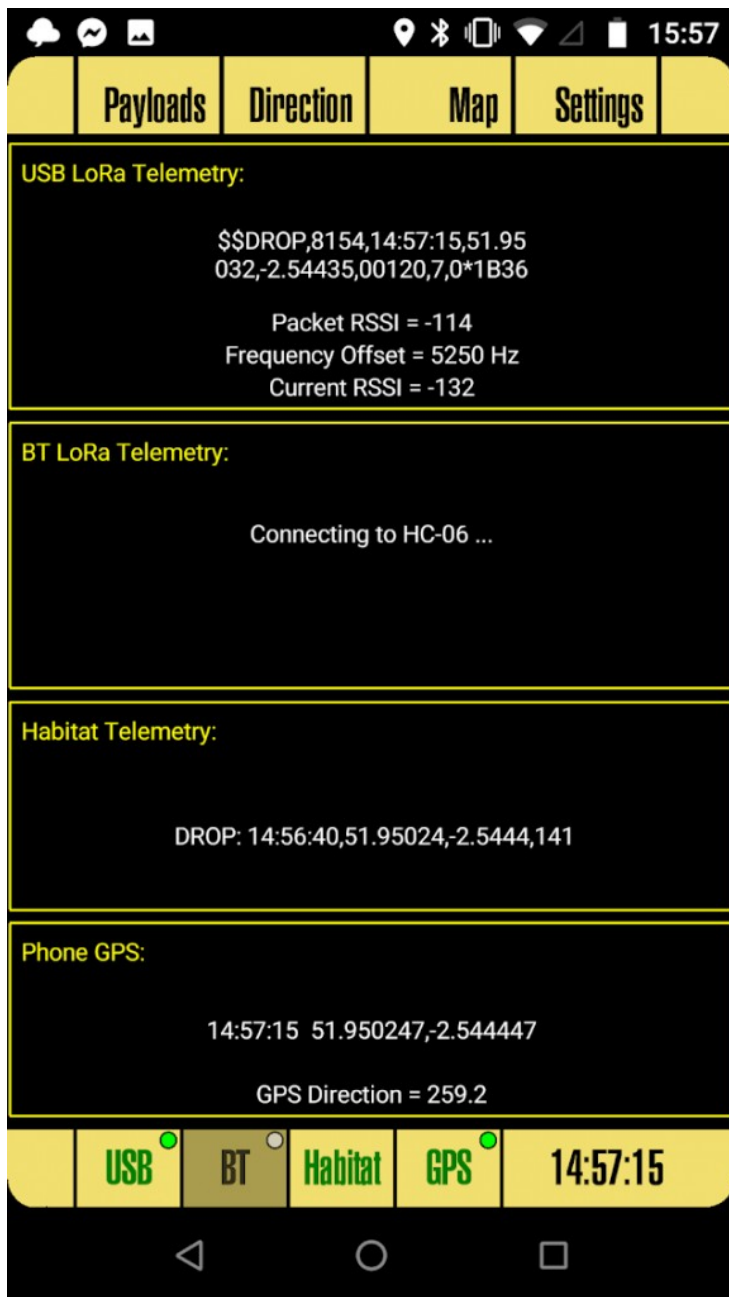 15:57
Payloads Direction Map Settings
USB LoRa Telemetry:
$$DROP,8154,14:57:15,51.95
032,-2.54435,00120,7,0*1B36
Packet RSSI = -114
Frequency Offset = 5250 Hz
Current RSSI = -132
BT LoRa Telemetry:
Connecting to HC-06 ...
Habitat Telemetry:
DROP: 14:56:40,51.95024,-2.5444,141
Phone GPS:
14:57:15  51.950247,-2.544447
GPS Direction = 259.2
USB BT Habitat GPS 14:57:15